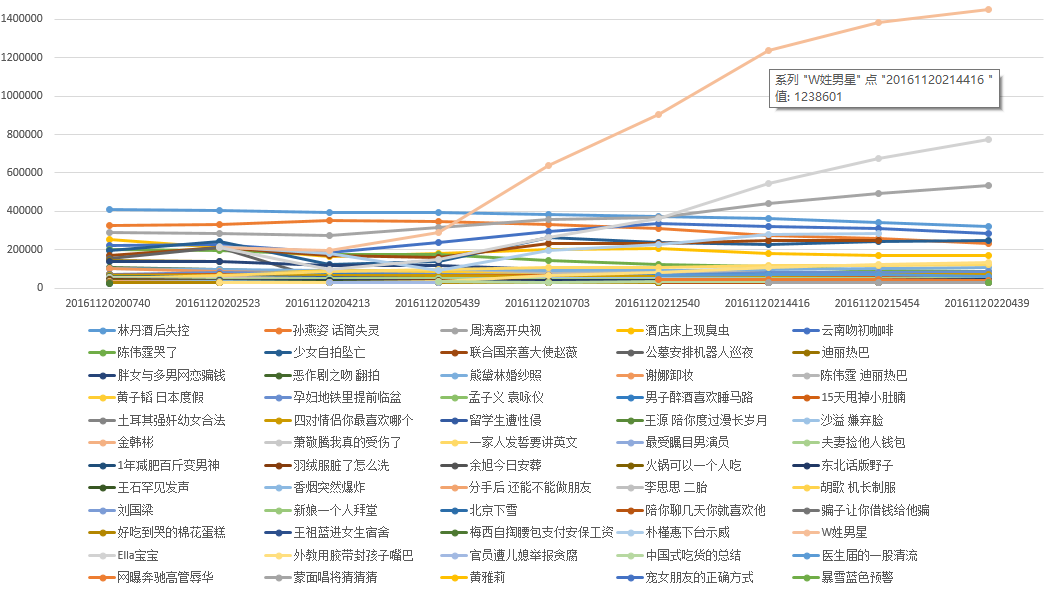 1400000
1200000
1000000
800000
600000
400000
200000
0
系列 "W姓男星" 点 "20161120214416 "
值: 1238601
20161120200740 20161120202523 20161120204213 20161120205439 20161120210703 20161120212540 20161120214416 20161120215454 20161120220439
林丹酒后失控 孙燕姿 话筒失灵 周涛离开央视 酒店床上现臭虫 云南吻初咖啡
陈伟霆哭了 少女自拍坠亡 联合国亲善大使赵薇 公墓安排机器人巡夜 迪丽热巴
胖女与多男网恋骗钱 恶作剧之吻 翻拍 熊黛林婚纱照 谢娜卸妆 陈伟霆 迪丽热巴
黄子韬 日本度假 孕妇地铁里提前临盆 孟子义 袁咏仪 男子醉酒喜欢睡马路 15天甩掉小肚腩
土耳其强奸幼女合法 四对情侣你最喜欢哪个 留学生遭性侵 王源 陪你度过漫长岁月 沙溢 嫌弃脸
金韩彬 萧敬腾我真的受伤了 一家人发誓要讲英文 最受瞩目男演员 夫妻捡他人钱包
1年减肥百斤变男神 羽绒服脏了怎么洗 余旭今日安葬 火锅可以一个人吃 东北话版野子
王石罕见发声 香烟突然爆炸 分手后 还能不能做朋友 李思思 二胎 胡歌 机长制服
刘国梁 新娘一个人拜堂 北京下雪 陪你聊几天你就喜欢他 骗子让你借钱给他骗
好吃到哭的棉花蛋糕 王祖蓝进女生宿舍 梅西自掏腰包支付安保工资 朴槿惠下台示威 W姓男星
Ella宝宝 外教用胶带封孩子嘴巴 官员遭儿媳举报贪腐 中国式吃货的总结 医生届的一股清流
网曝奔驰高管辱华 蒙面唱将猜猜猜 黄雅莉 宠女朋友的正确方式 暴雪蓝色预警